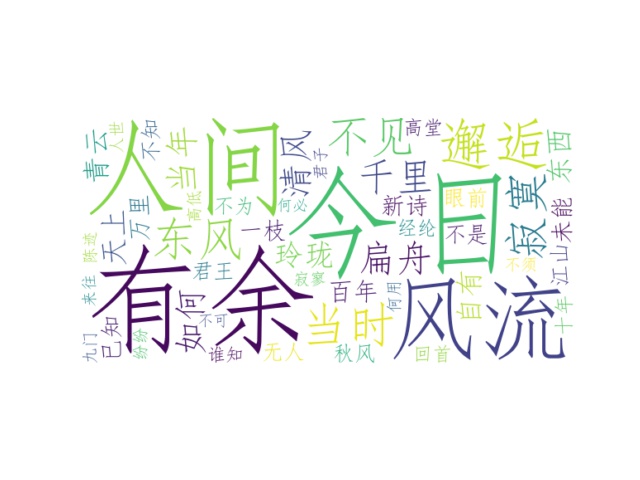 人间
今日
有余
风流
邂逅
寂寞
当时
东风
不见
扁舟
如何
清风
当年
千里
玲珑
天上
万里
青云
百年
自有
东西
江山
未能
已知
无人
秋风
回首
新诗
眼前
经纶
不是
一枝
不为
君王
不知
人世
高堂
君子
何必
高低
陈迹
来往
九门
纷纷
谁知
不可
寂寥
何用
不须
十年